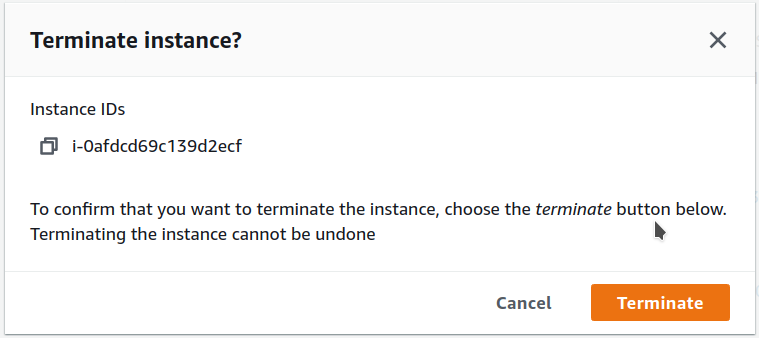 Terminate instance?
Instance IDs
i-0afdcd69c139d2ecf
To confirm that you want to terminate the instance, choose the terminate button below.
Terminating the instance cannot be undone
Cancel
Terminate